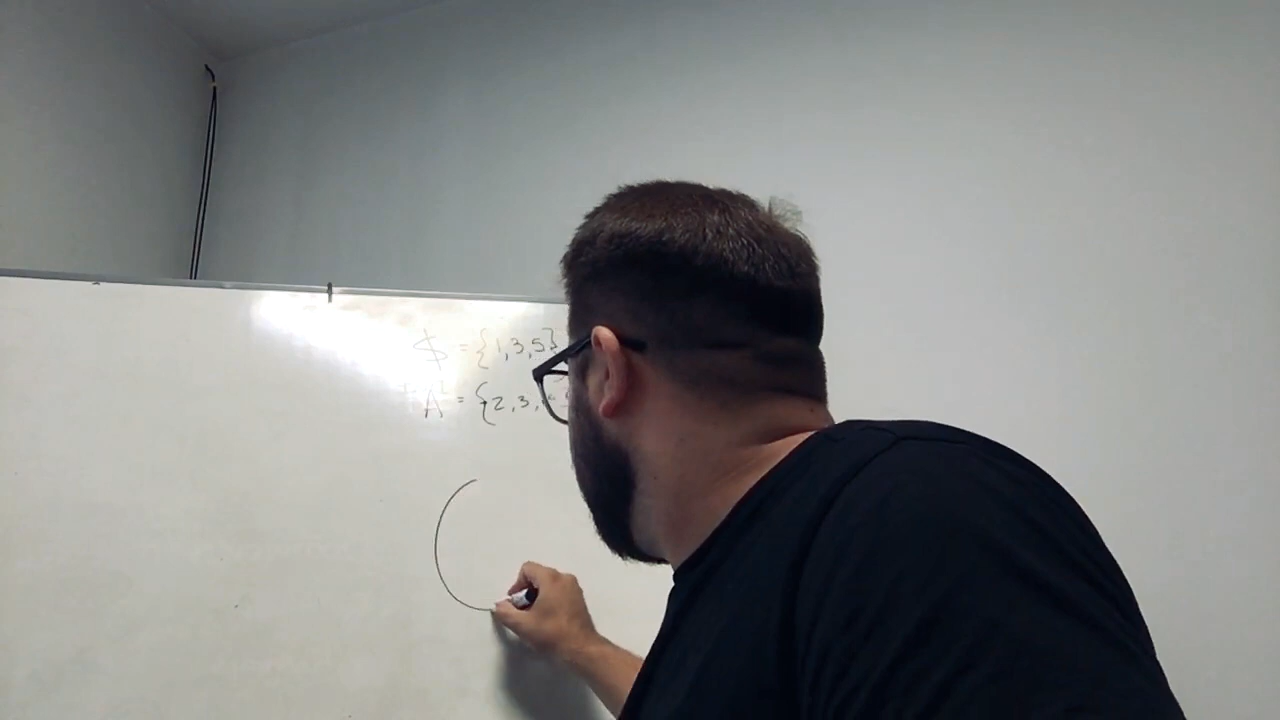 $ = {1,3,5}
A = {2,3,